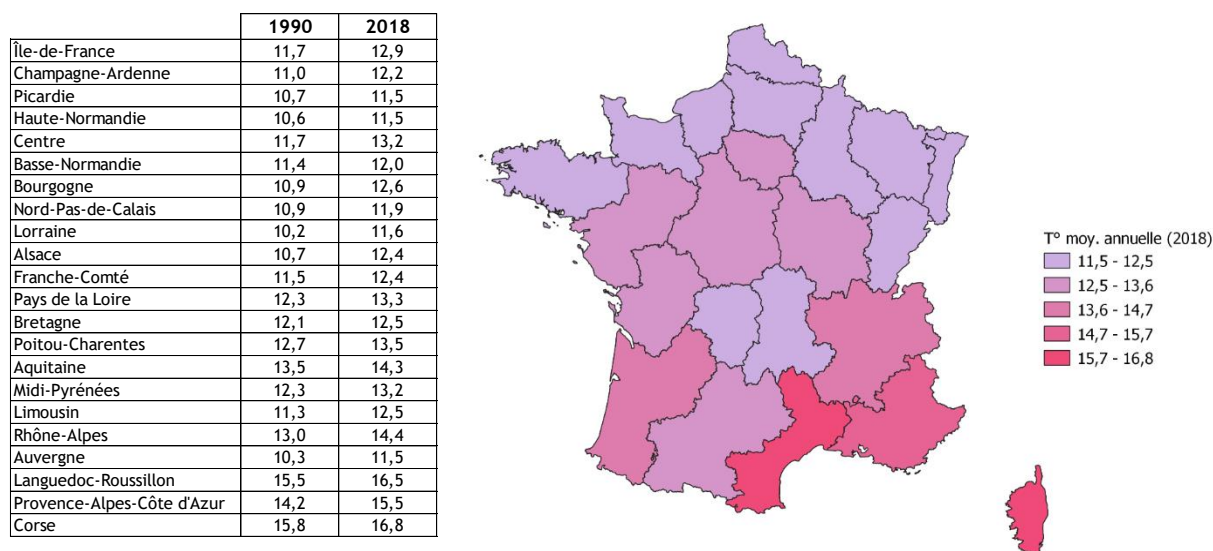 1990 2018
Île-de-France 11,7 12,9
Champagne-Ardenne 11,0 12,2
Picardie 10,7 11,5
Haute-Normandie 10,6 11,5
Centre 11,7 13,2
Basse-Normandie 11,4 12,0
Bourgogne 10,9 12,6
Nord-Pas-de-Calais 10,9 11,9
Lorraine 10,2 11,6
Alsace 10,7 12,4
Franche-Comté 11,5 12,4
Pays de la Loire 12,3 13,3
Bretagne 12,1 12,5
Poitou-Charentes 12,7 13,5
Aquitaine 13,5 14,3
Midi-Pyrénées 12,3 13,2
Limousin 11,3 12,5
Rhône-Alpes 13,0 14,4
Auvergne 10,3 11,5
Languedoc-Roussillon 15,5 16,5
Provence-Alpes-Côte d'Azur 14,2 15,5
Corse 15,8 16,8
T° moy. annuelle (2018)
11,5 - 12,5
12,5 - 13,6
13,6 - 14,7
14,7 - 15,7
15,7 - 16,8